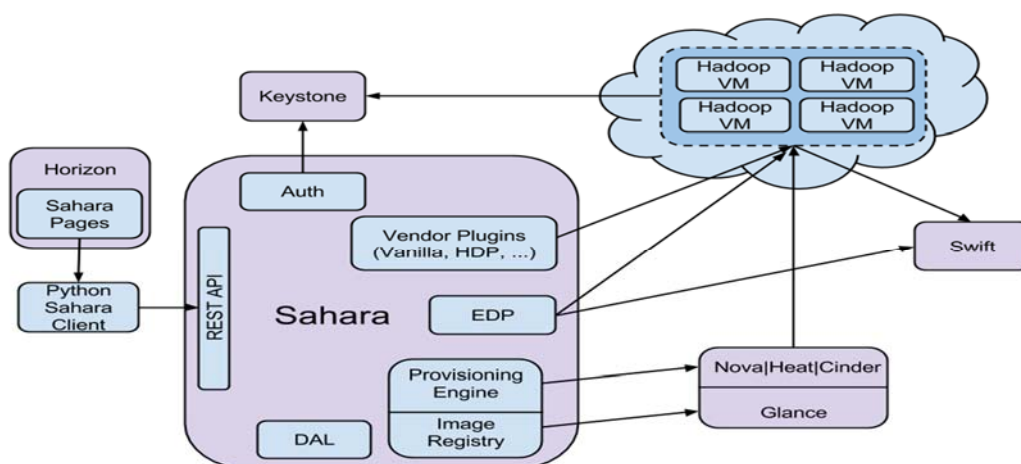 Hadoop
VM
Hadoop
VM
Hadoop
VM
Hadoop
VM
Keystone
Horizon
Sahara
Pages
Auth
Vendor Plugins
(Vanilla, HDP, ...)
Swift
Python
Sahara
Client
REST API
Sahara
EDP
Provisioning
Engine
Image
Registry
Nova|Heat|Cinder
Glance
DAL